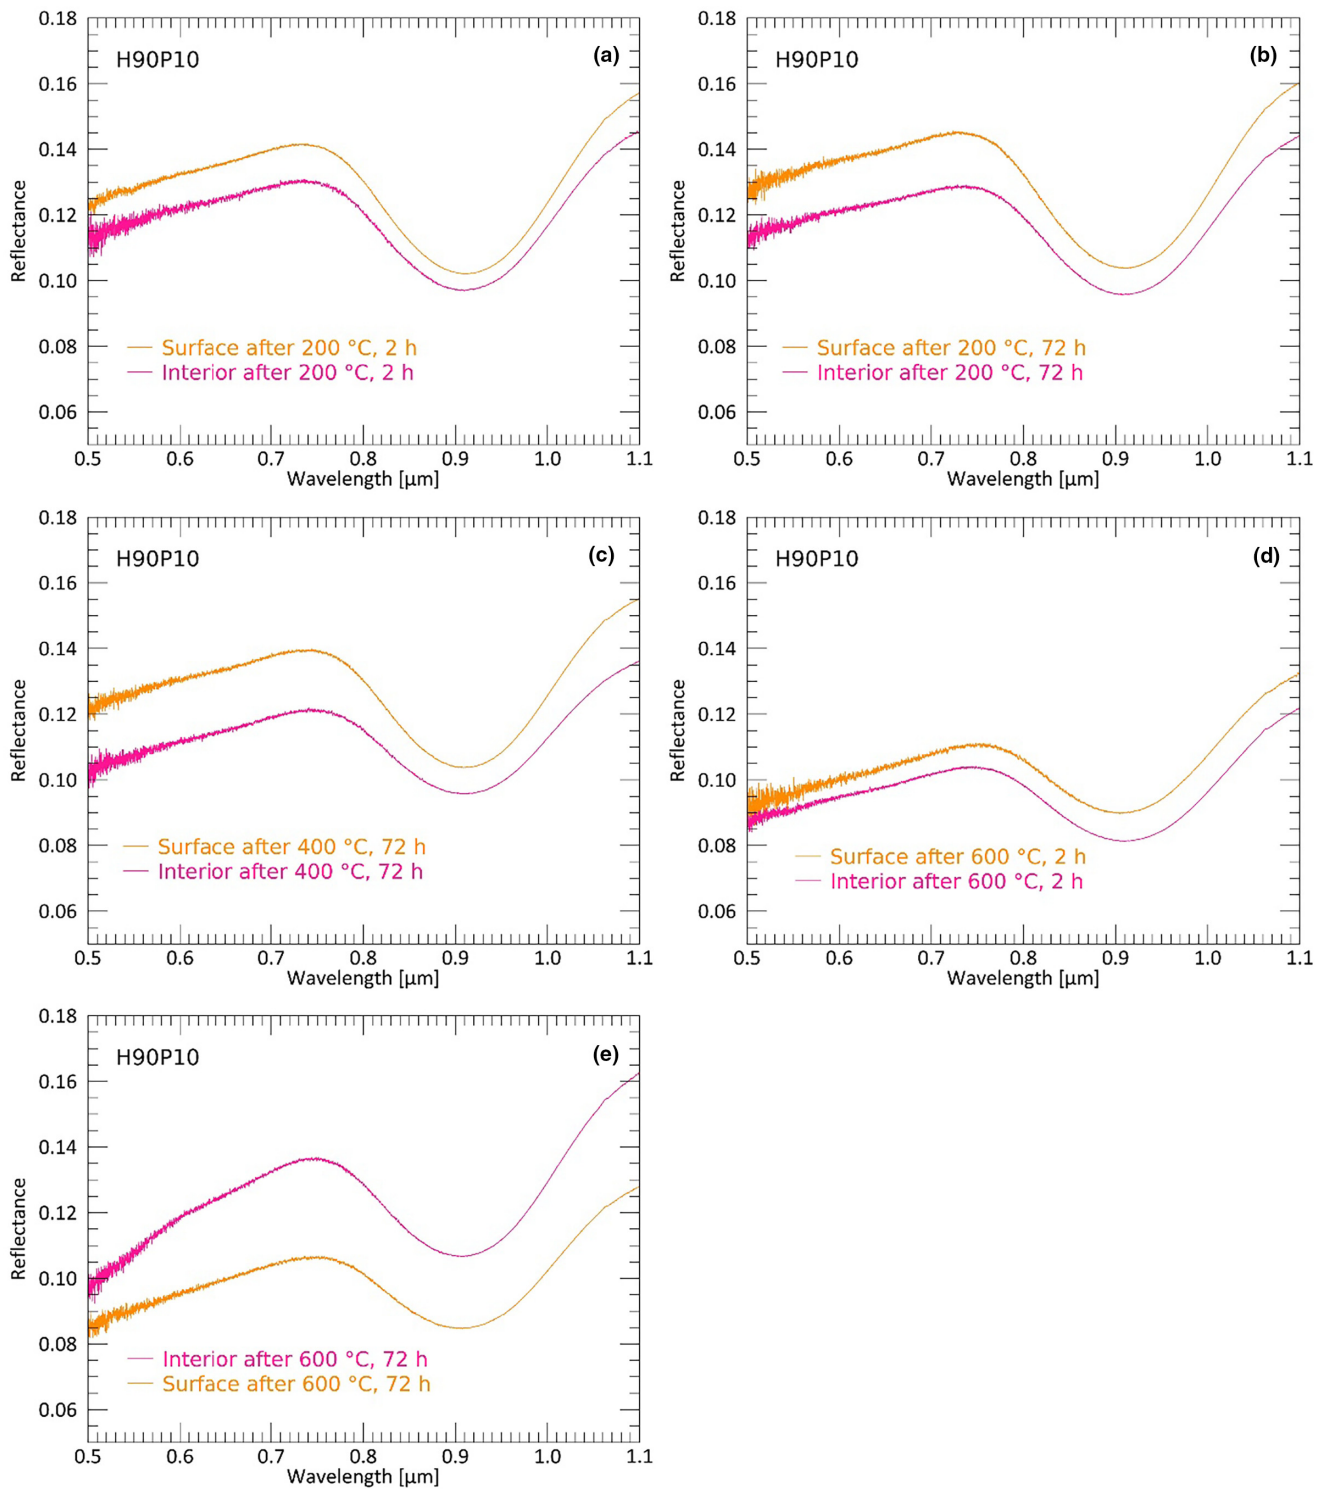 H90P10
(a)
0.18
0.16
0.14
0.12
0.10
0.08
0.06
Reflectance
Surface after 200 °C, 2 h
Interior after 200 °C, 2 h
0.5 0.6 0.7 0.8 0.9 1.0 1.1
Wavelength [µm]
H90P10
(b)
0.18
0.16
0.14
0.12
0.10
0.08
0.06
Reflectance
Surface after 200 °C, 72 h
Interior after 200 °C, 72 h
0.5 0.6 0.7 0.8 0.9 1.0 1.1
Wavelength [µm]
H90P10
(c)
0.18
0.16
0.14
0.12
0.10
0.08
0.06
Reflectance
Surface after 400 °C, 72 h
Interior after 400 °C, 72 h
0.5 0.6 0.7 0.8 0.9 1.0 1.1
Wavelength [µm]
H90P10
(d)
0.18
0.16
0.14
0.12
0.10
0.08
0.06
Reflectance
Surface after 600 °C, 2 h
Interior after 600 °C, 2 h
0.5 0.6 0.7 0.8 0.9 1.0 1.1
Wavelength [µm]
H90P10
(e)
0.18
0.16
0.14
0.12
0.10
0.08
0.06
Reflectance
Interior after 600 °C, 72 h
Surface after 600 °C, 72 h
0.5 0.6 0.7 0.8 0.9 1.0 1.1
Wavelength [µm]